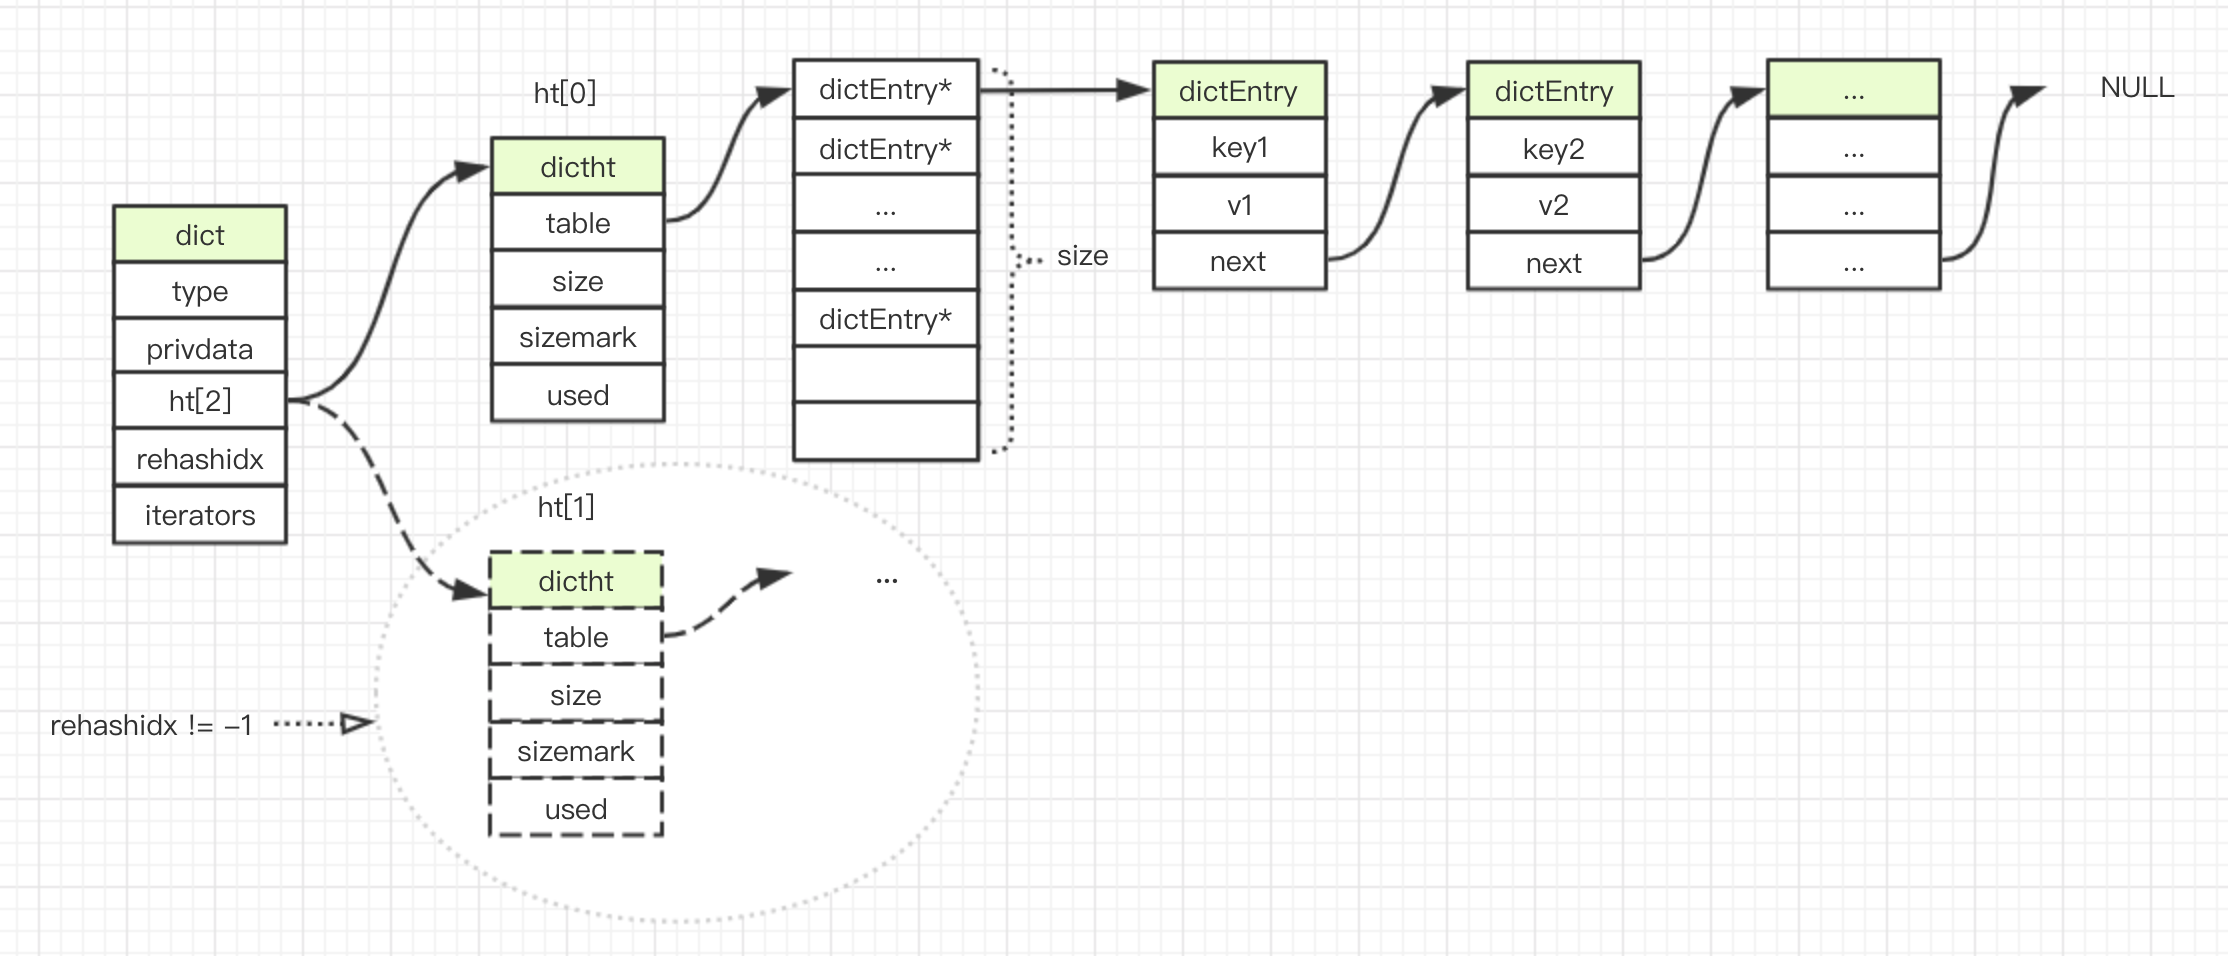 dict
type
privdata
ht[2]
rehashidx
iterators
ht[0]
dictht
table
size
sizemark
used
dictEntry*
dictEntry*
...
...
dictEntry*
size
dictEntry
key1
v1
next
dictEntry
key2
v2
next
...
...
...
...
NULL
ht[1]
dictht
table
size
sizemark
used
...
rehashidx != -1